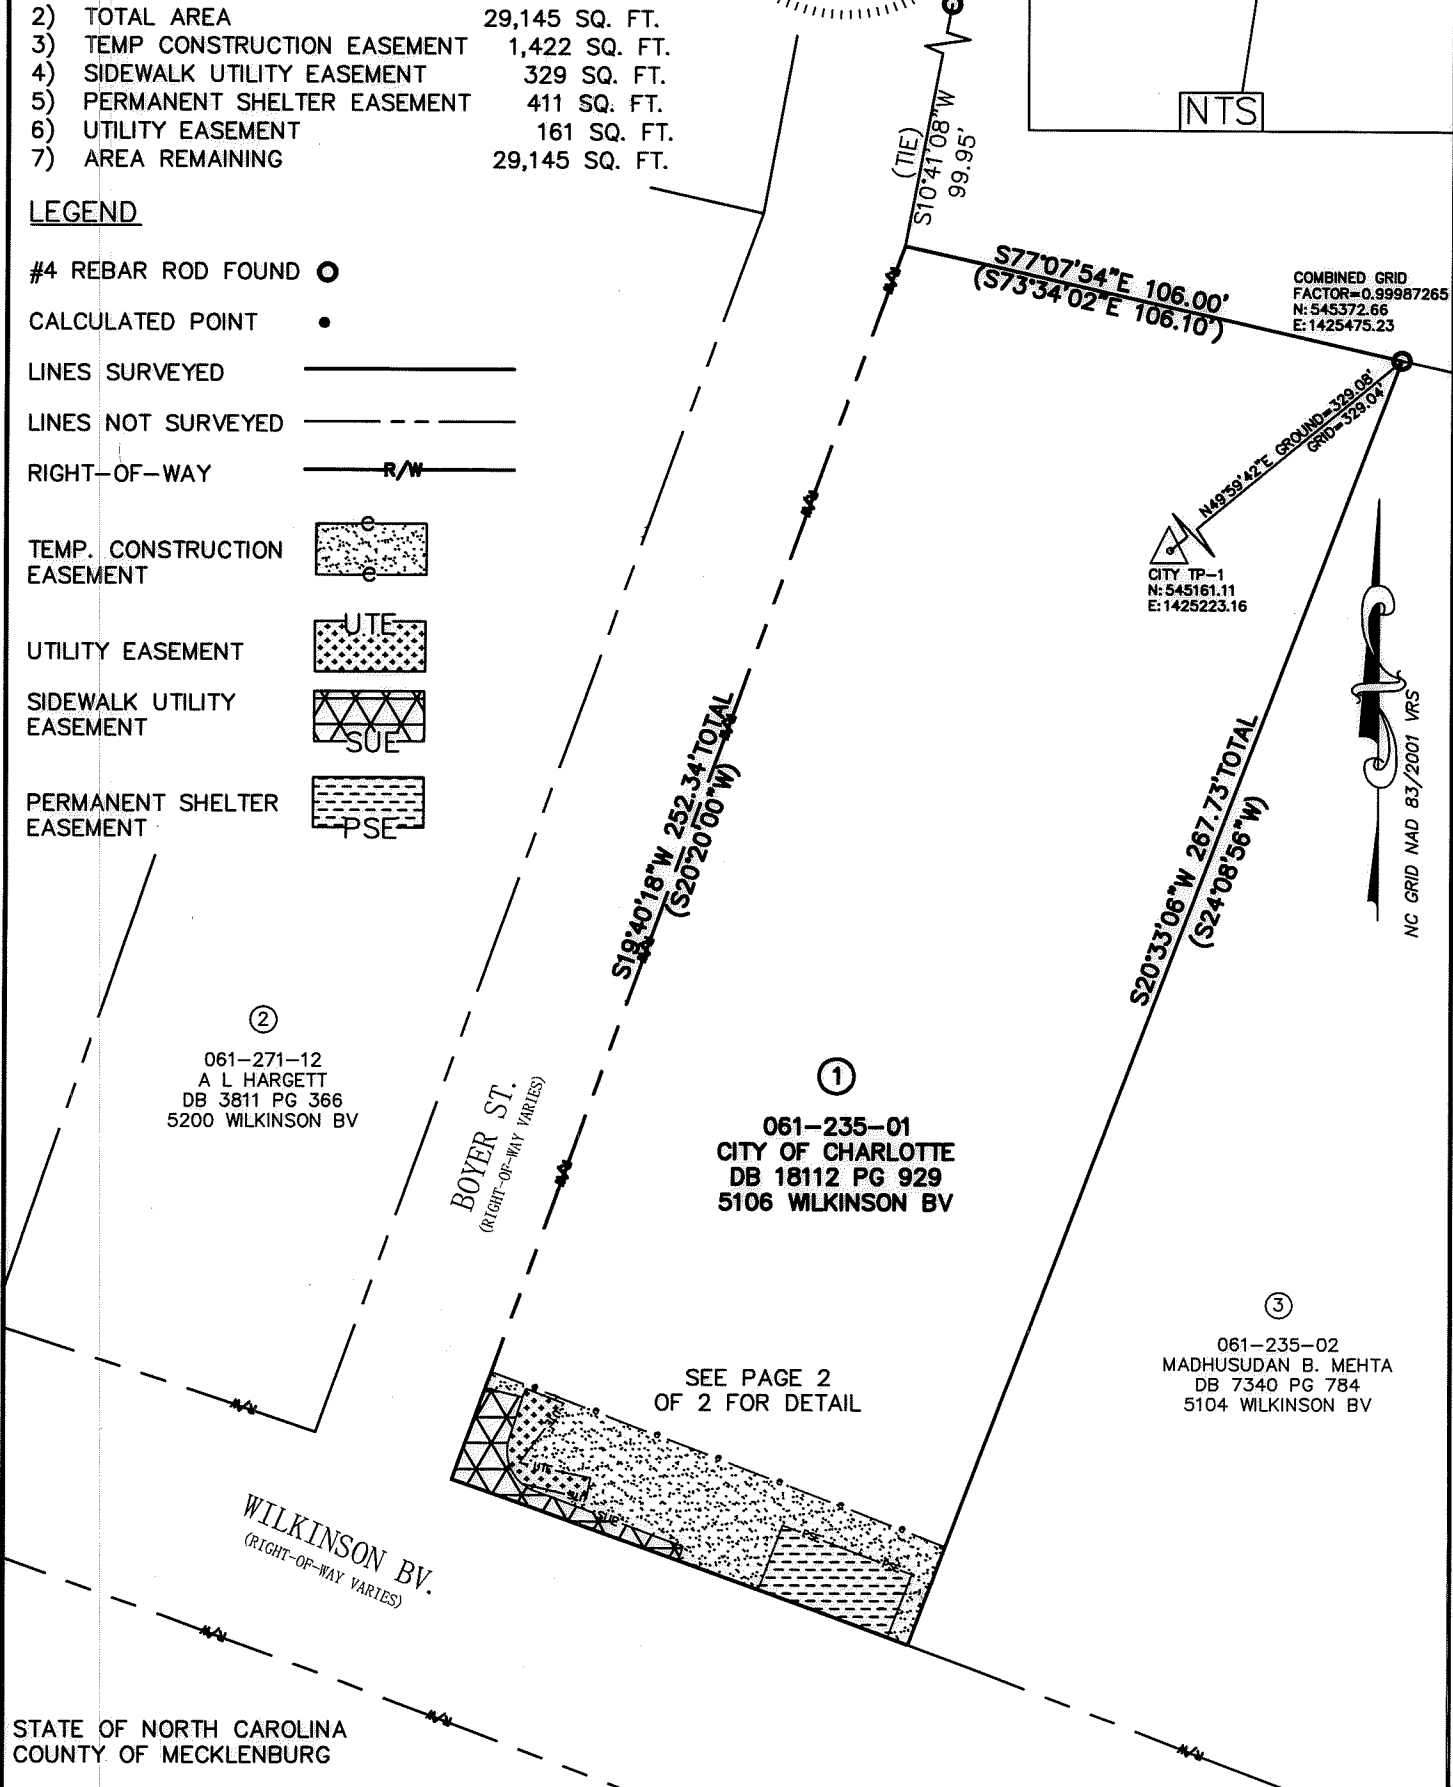 2) TOTAL AREA 29,145 SQ. FT.
3) TEMP CONSTRUCTION EASEMENT 1,422 SQ. FT.
4) SIDEWALK UTILITY EASEMENT 329 SQ. FT.
5) PERMANENT SHELTER EASEMENT 411 SQ. FT.
6) UTILITY EASEMENT 161 SQ. FT.
7) AREA REMAINING 29,145 SQ. FT.
NTS
(TIE)
S10°41'08"W
99.95'
LEGEND
#4 REBAR ROD FOUND
CALCULATED POINT
LINES SURVEYED
LINES NOT SURVEYED
RIGHT-OF-WAY R/W
TEMP. CONSTRUCTION
EASEMENT
e
e
UTILITY EASEMENT
UTE
SIDEWALK UTILITY
EASEMENT
SUE
PERMANENT SHELTER
EASEMENT
PSE
S77°07'54"E 106.00'
(S73°34'02"E 106.10')
COMBINED GRID
FACTOR=0.99987265
N:545372.66
E:1425475.23
N49°59'42"E GROUND=329.08'
GRID=329.04'
CITY TP-1
N:545161.11
E:1425223.16
NC GRID NAD 83/2001 VRS
S19°40'18"W 252.34'TOTAL
(S20°20'00"W)
S20°33'06"W 267.73'TOTAL
(S24°08'56"W)
2
061-271-12
A L HARGETT
DB 3811 PG 366
5200 WILKINSON BV
BOYER ST.
(RIGHT-OF-WAY VARIES)
1
061-235-01
CITY OF CHARLOTTE
DB 18112 PG 929
5106 WILKINSON BV
3
061-235-02
MADHUSUDAN B. MEHTA
DB 7340 PG 784
5104 WILKINSON BV
SEE PAGE 2
OF 2 FOR DETAIL
UTE
UTE
UTE
SUE
PSE
PSE
R/W
R/W
R/W
R/W
R/W
R/W
R/W
R/W
R/W
WILKINSON BV.
(RIGHT-OF-WAY VARIES)
STATE OF NORTH CAROLINA
COUNTY OF MECKLENBURG